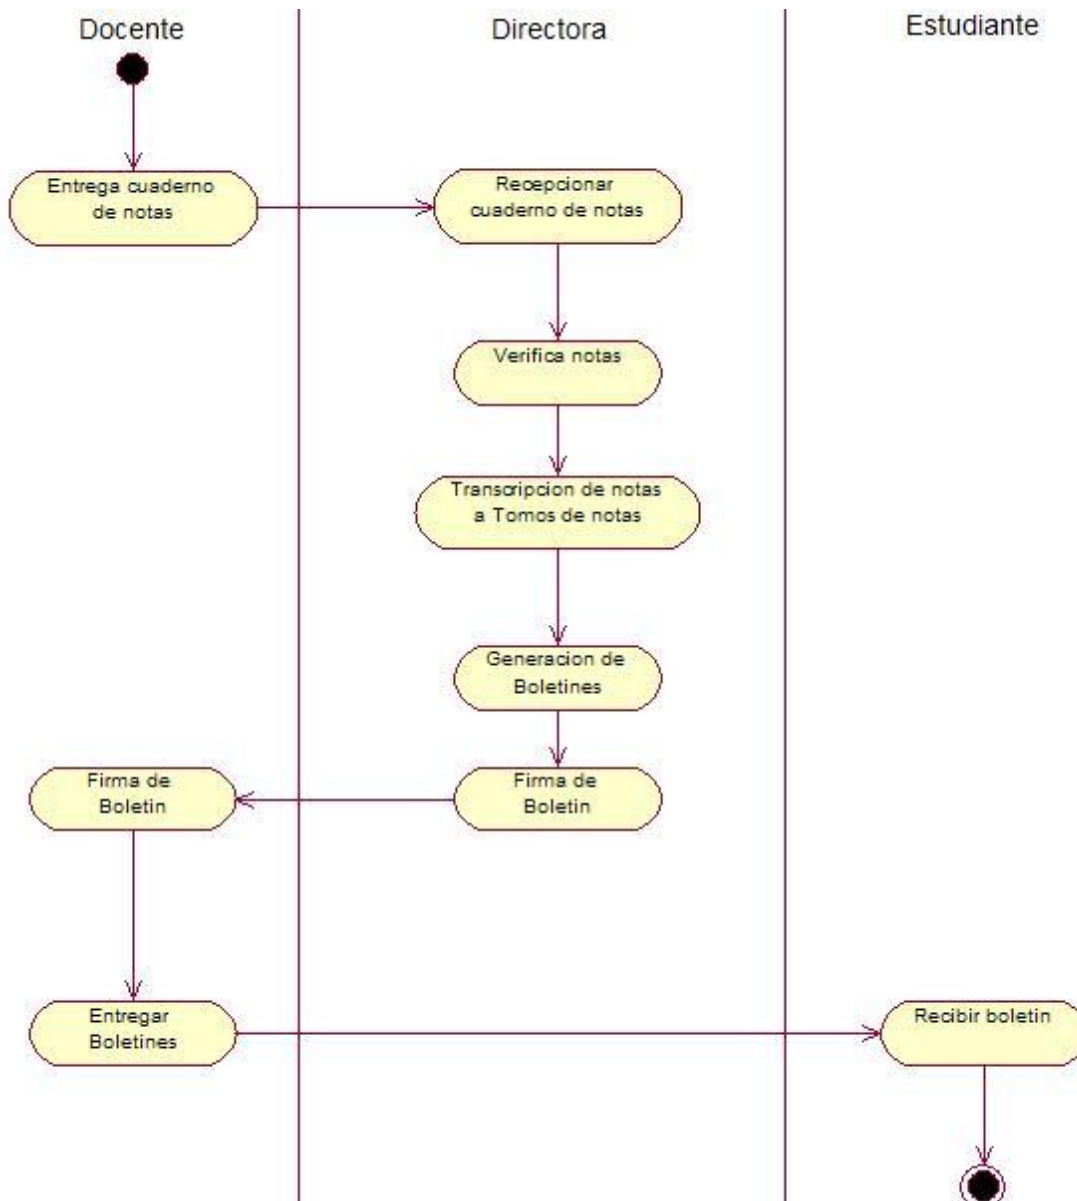 Docente
Directora
Estudiante
Entrega cuaderno
de notas
Recepcionar
cuaderno de notas
Verifica notas
Transcripcion de notas
a Tomos de notas
Generacion de
Boletines
Firma de
Boletin
Firma de
Boletin
Entregar
Boletines
Recibir boletin